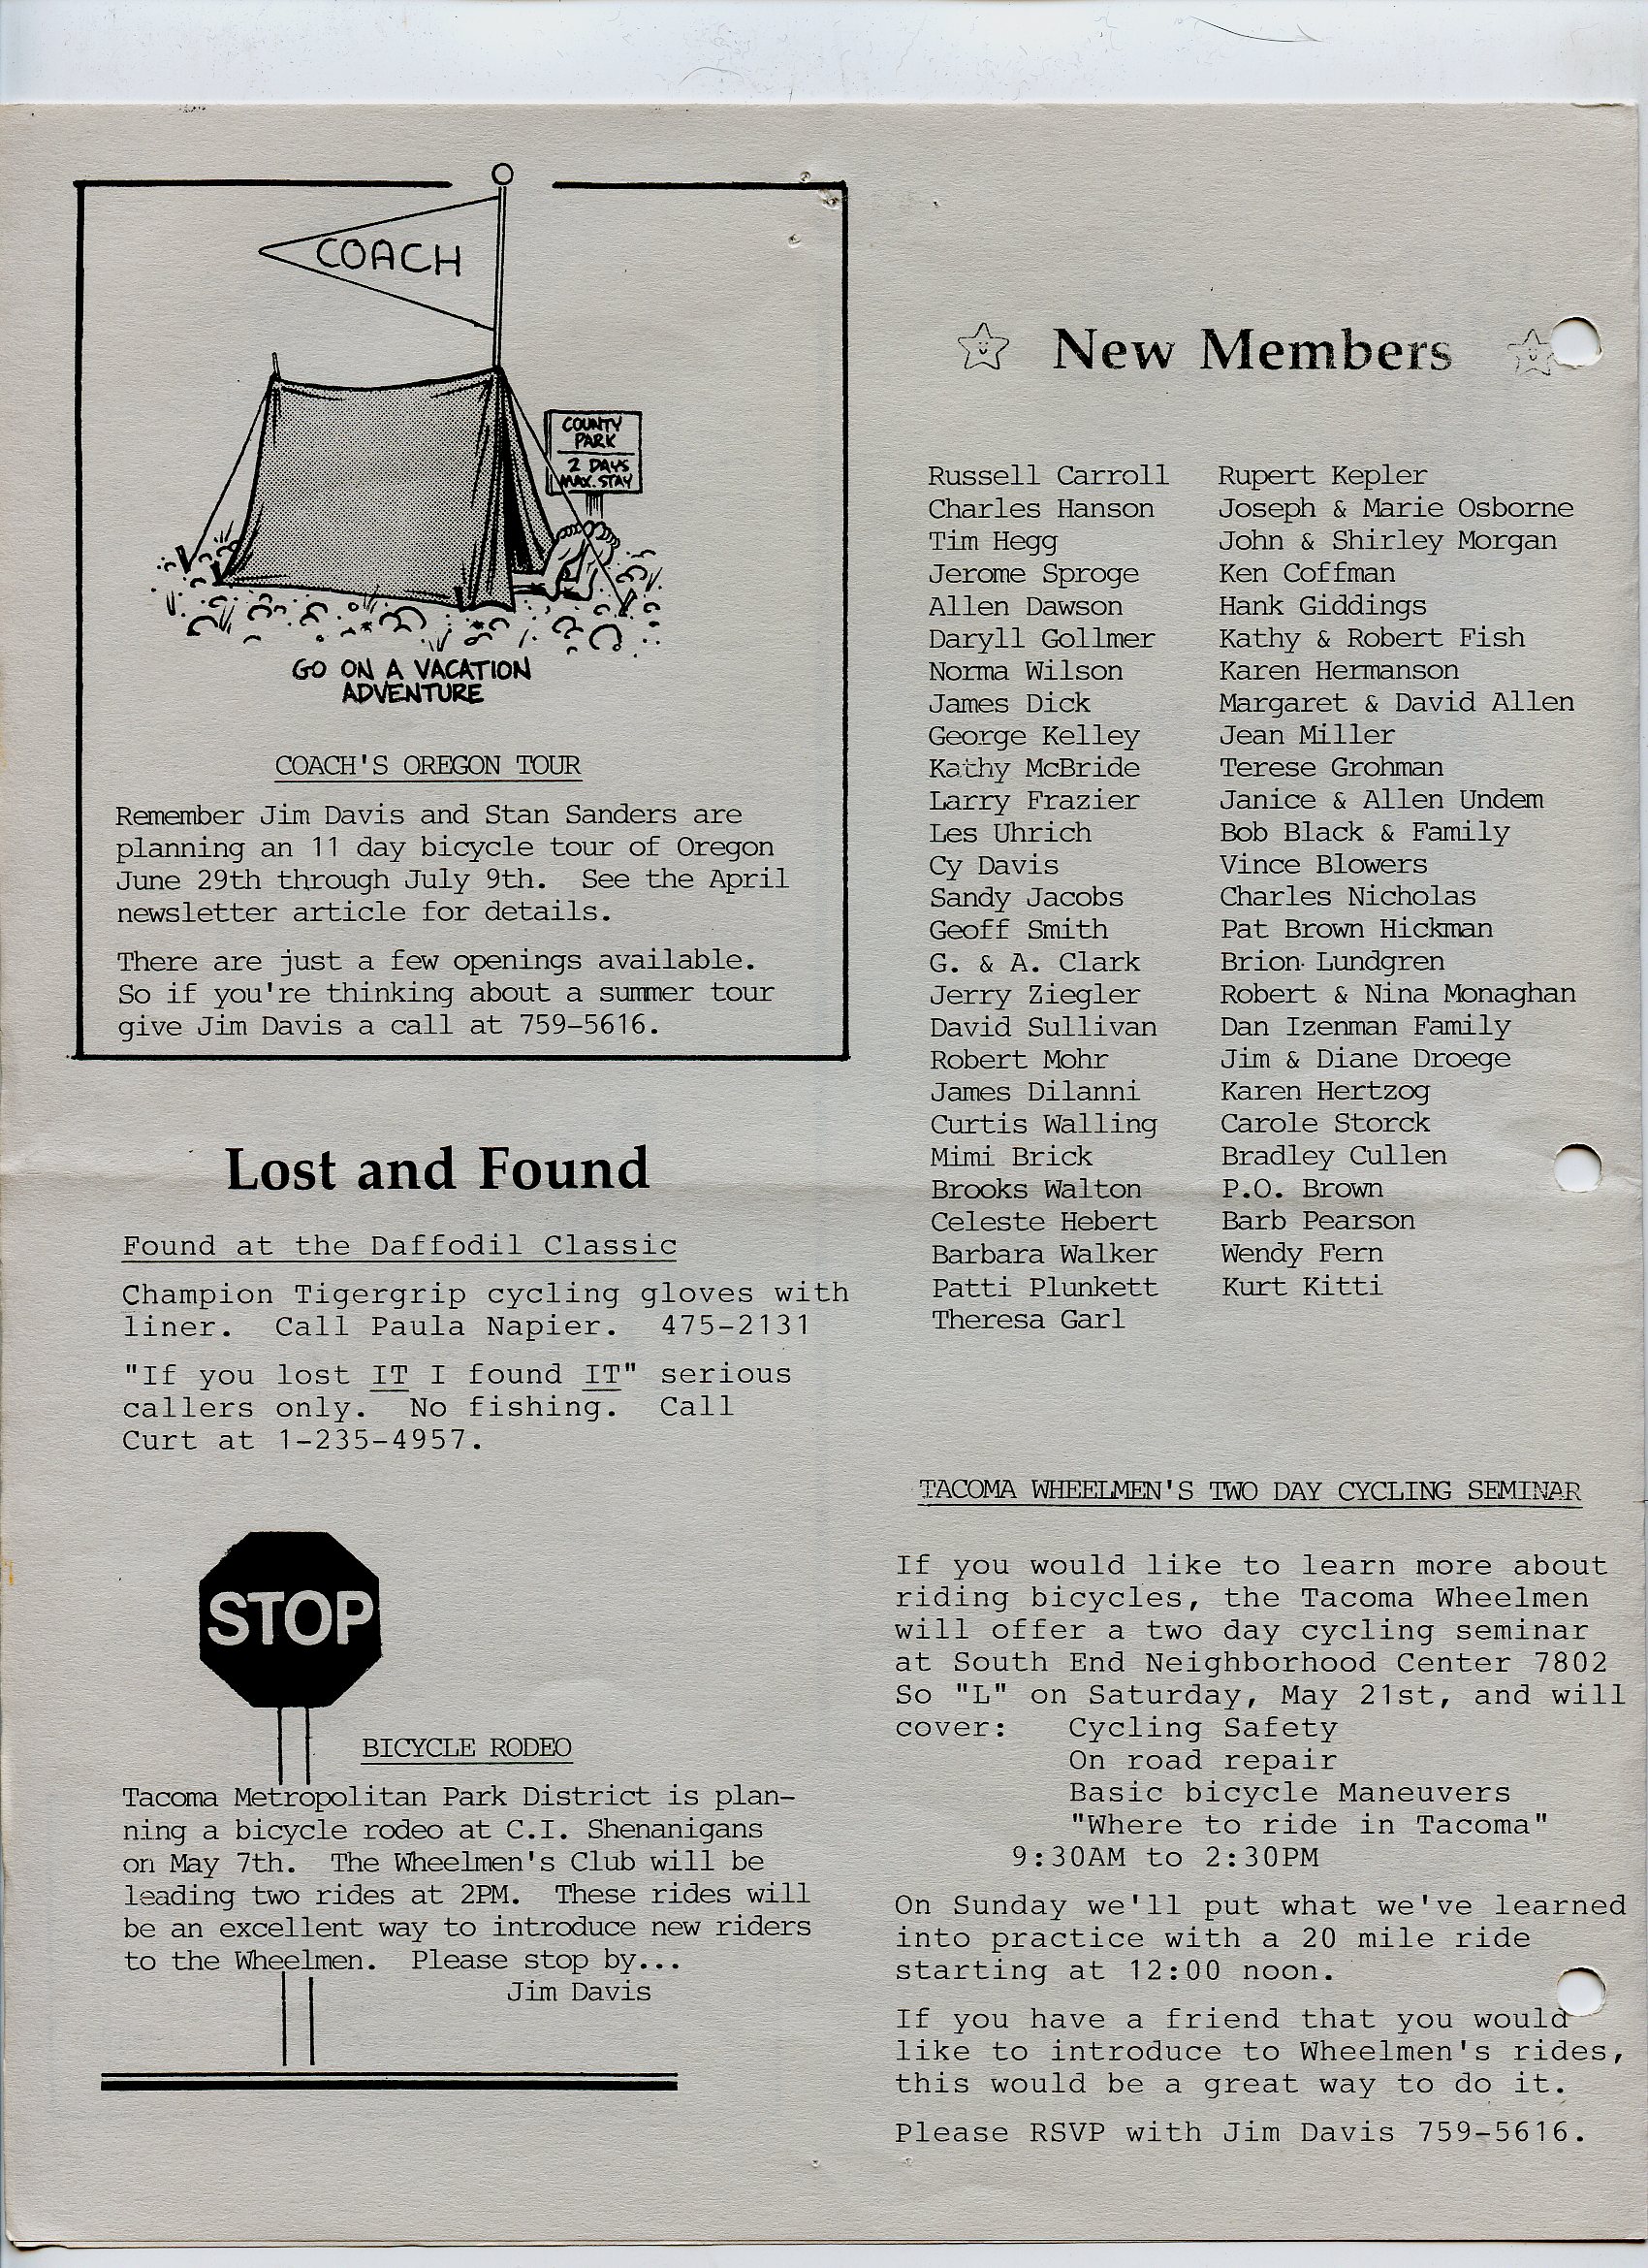 COACH
COUNTY
PARK
2 DAYS
MAX. STAY
GO ON A VACATION
ADVENTURE
COACH'S OREGON TOUR
Remember Jim Davis and Stan Sanders are
planning an 11 day bicycle tour of Oregon
June 29th through July 9th.  See the April
newsletter article for details.
There are just a few openings available.
So if you're thinking about a summer tour
give Jim Davis a call at 759-5616.
Lost and Found
Found at the Daffodil Classic
Champion Tigergrip cycling gloves with
liner.  Call Paula Napier.  475-2131
"If you lost IT I found IT" serious
callers only.  No fishing.  Call
Curt at 1-235-4957.
STOP
BICYCLE RODEO
Tacoma Metropolitan Park District is plan-
ning a bicycle rodeo at C.I. Shenanigans
on May 7th.  The Wheelmen's Club will be
leading two rides at 2PM.  These rides will
be an excellent way to introduce new riders
to the Wheelmen.  Please stop by...
Jim Davis
New Members
Russell Carroll
Charles Hanson
Tim Hegg
Jerome Sproge
Allen Dawson
Daryll Gollmer
Norma Wilson
James Dick
George Kelley
Kathy McBride
Larry Frazier
Les Uhrich
Cy Davis
Sandy Jacobs
Geoff Smith
G. & A. Clark
Jerry Ziegler
David Sullivan
Robert Mohr
James Dilanni
Curtis Walling
Mimi Brick
Brooks Walton
Celeste Hebert
Barbara Walker
Patti Plunkett
Theresa Garl
Rupert Kepler
Joseph & Marie Osborne
John & Shirley Morgan
Ken Coffman
Hank Giddings
Kathy & Robert Fish
Karen Hermanson
Margaret & David Allen
Jean Miller
Terese Grohman
Janice & Allen Undem
Bob Black & Family
Vince Blowers
Charles Nicholas
Pat Brown Hickman
Brion Lundgren
Robert & Nina Monaghan
Dan Izenman Family
Jim & Diane Droege
Karen Hertzog
Carole Storck
Bradley Cullen
P.O. Brown
Barb Pearson
Wendy Fern
Kurt Kitti
TACOMA WHEELMEN'S TWO DAY CYCLING SEMINAR
If you would like to learn more about
riding bicycles, the Tacoma Wheelmen
will offer a two day cycling seminar
at South End Neighborhood Center 7802
So "L" on Saturday, May 21st, and will
cover:   Cycling Safety
On road repair
Basic bicycle Maneuvers
"Where to ride in Tacoma"
9:30AM to 2:30PM
On Sunday we'll put what we've learned
into practice with a 20 mile ride
starting at 12:00 noon.
If you have a friend that you would
like to introduce to Wheelmen's rides,
this would be a great way to do it.
Please RSVP with Jim Davis 759-5616.